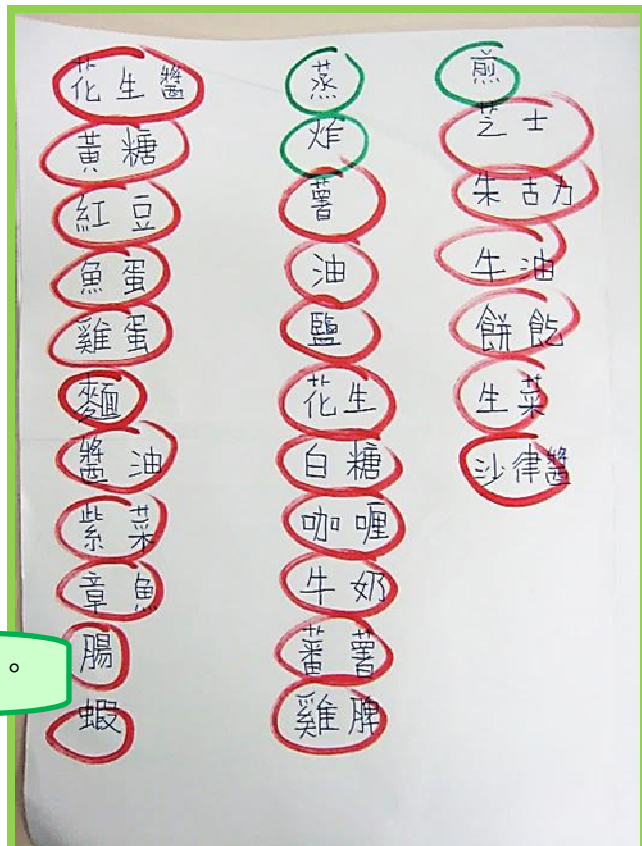 花生醬
黃糖
紅豆
魚蛋
雞蛋
麵
醬油
紫菜
章魚
腸
蝦
蒸
炸
薯
油
鹽
花生
白糖
咖喱
牛奶
蕃薯
雞脾
煎
芝士
朱古力
牛油
餅飥
生菜
沙律醬
。